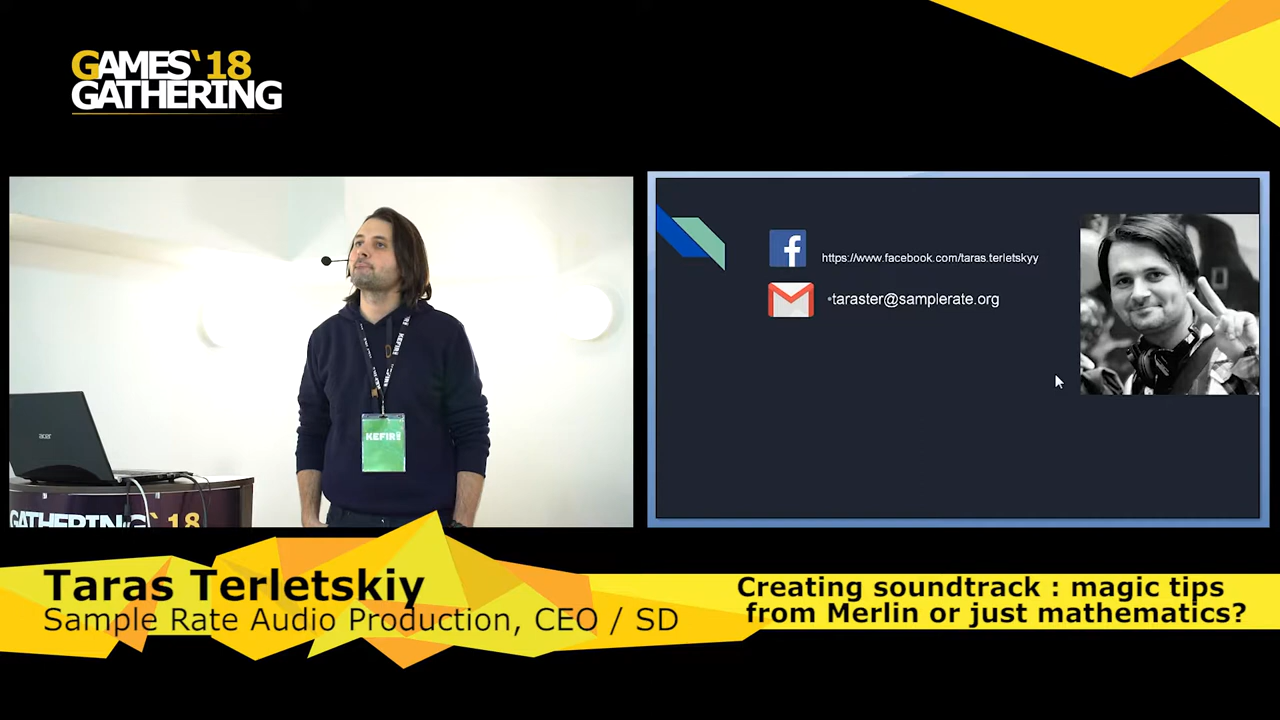 GAMES`18
GATHERING
https://www.facebook.com/taras.terletskyy
•taraster@samplerate.org
acer
KEFIR!
GATHERING`18
Taras Terletskiy
Sample Rate Audio Production, CEO / SD
Creating soundtrack : magic tips
from Merlin or just mathematics?